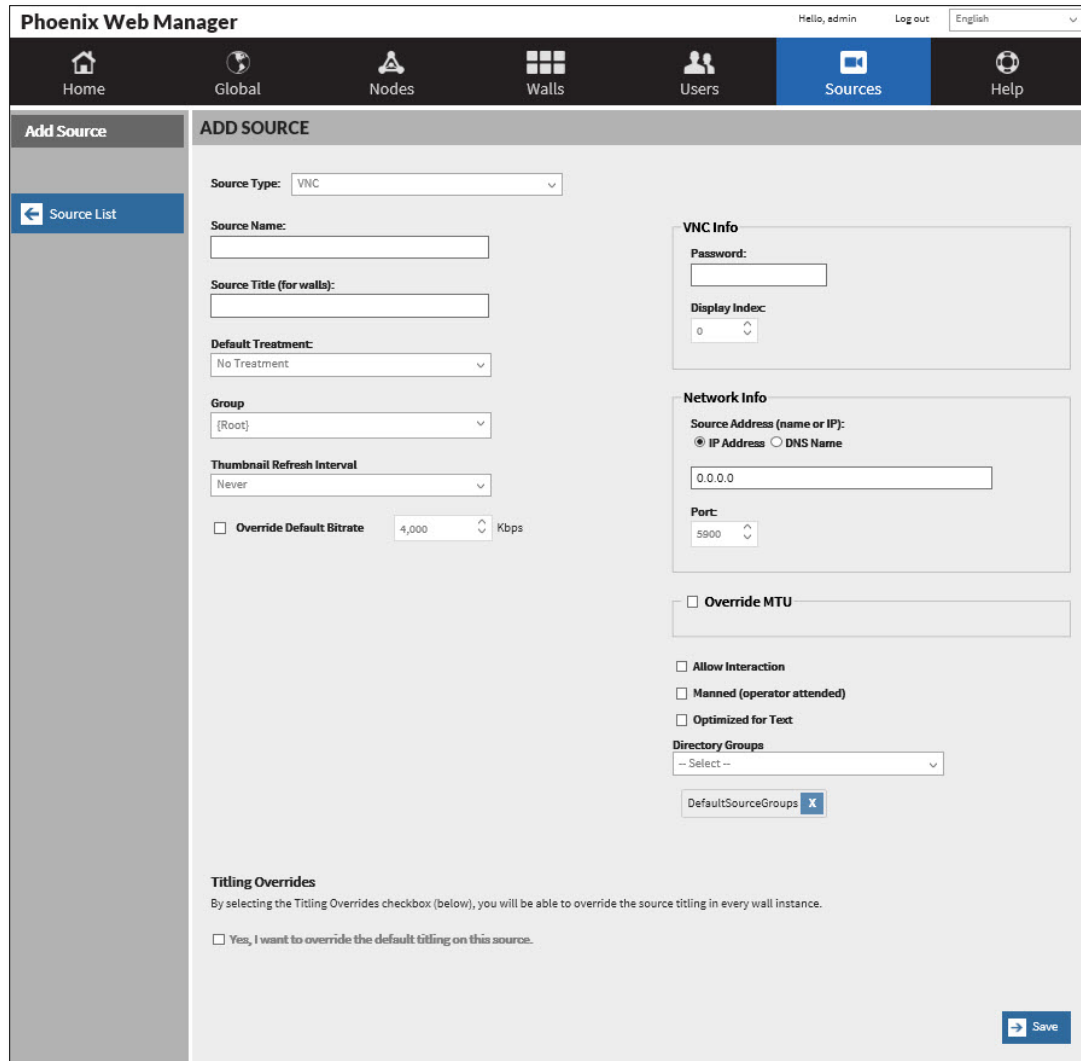 Phoenix Web Manager
Hello, admin Log out English
Home Global Nodes Walls Users Sources Help
Add Source
ADD SOURCE
Source List
Source Type: VNC
Source Name:
Source Title (for walls):
Default Treatment:
No Treatment
Group
{Root}
Thumbnail Refresh Interval
Never
Override Default Bitrate 4,000 Kbps
VNC Info
Password:
Display Index:
0
Network Info
Source Address (name or IP):
IP Address DNS Name
0.0.0.0
Port:
5900
Override MTU
Allow Interaction
Manned (operator attended)
Optimized for Text
Directory Groups
-- Select --
DefaultSourceGroups X
Titling Overrides
By selecting the Titling Overrides checkbox (below), you will be able to override the source titling in every wall instance.
Yes, I want to override the default titling on this source.
Save